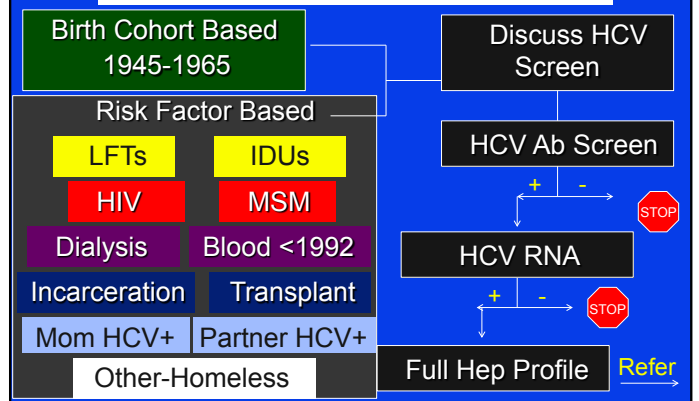 Birth Cohort Based
1945-1965
Discuss HCV
Screen
Risk Factor Based
LFTs
IDUs
HIV
MSM
Dialysis
Blood <1992
Incarceration
Transplant
Mom HCV+
Partner HCV+
Other-Homeless
HCV Ab Screen
+ -
STOP
HCV RNA
+ -
STOP
Full Hep Profile
Refer